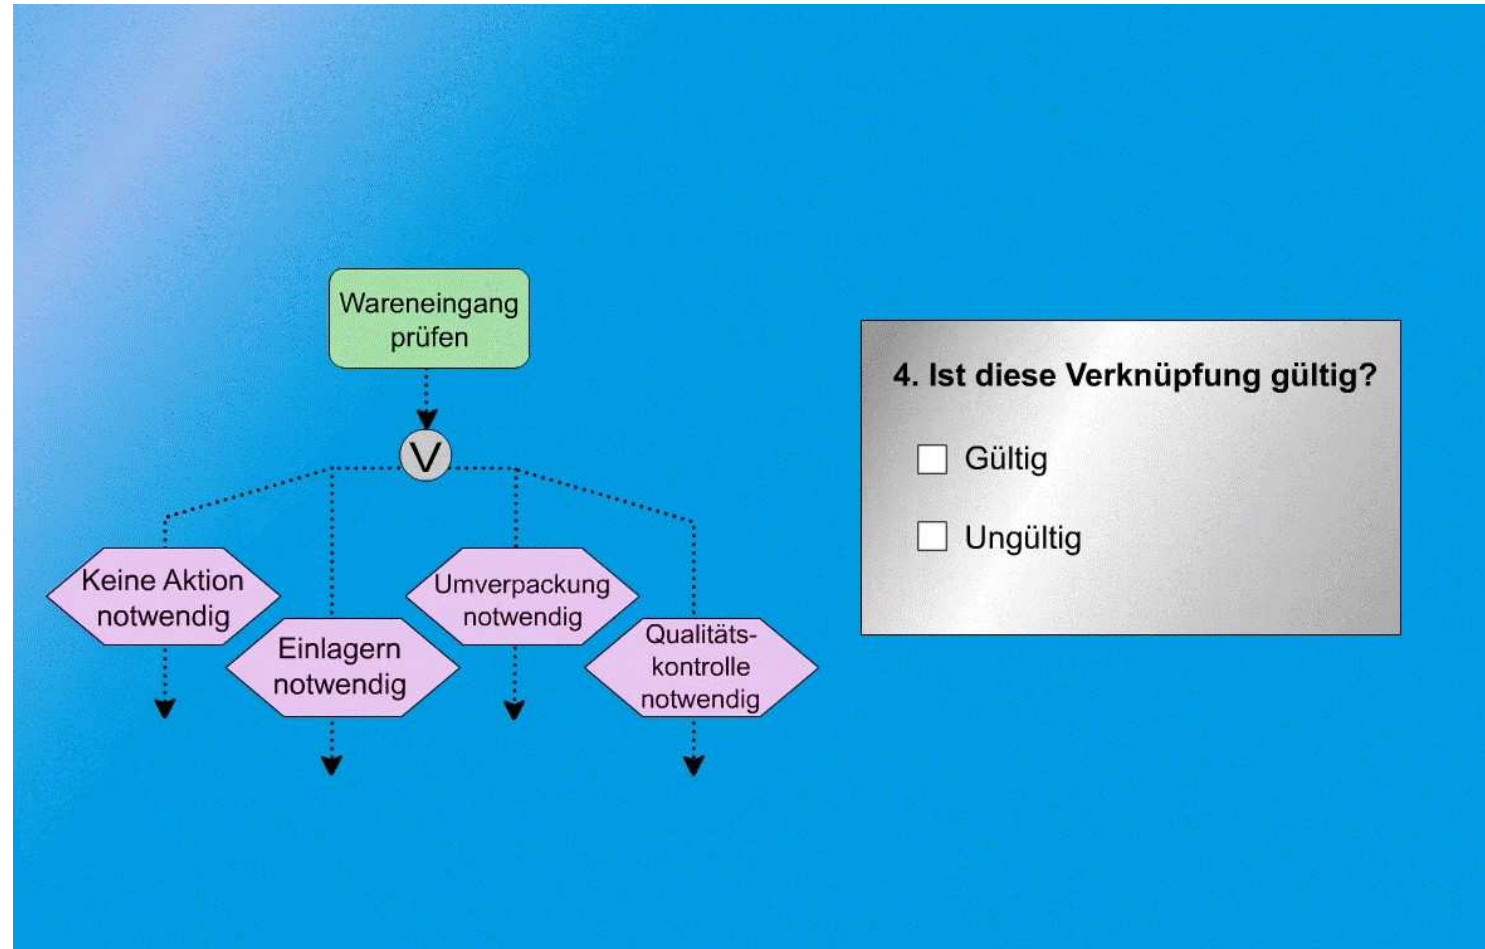 Wareneingang
prüfen
V
Keine Aktion
notwendig
Einlagern
notwendig
Umverpackung
notwendig
Qualitäts-
kontrolle
notwendig
4. Ist diese Verknüpfung gültig?
Gültig
Ungültig